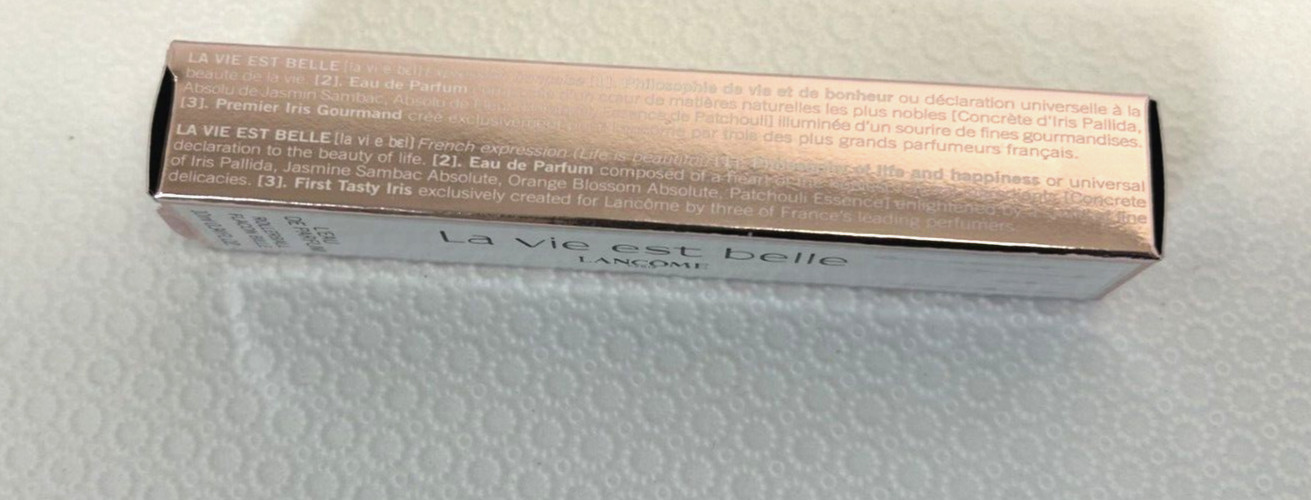 LA VIE EST BELLE [la vi e bɛl] Philosophie de vie et de bonheur ou déclaration universelle à la
beauté de la vie. [2]. Eau de Parfum cœur de matières naturelles les plus nobles [Concrète d'Iris Pallida,
Absolu de Jasmin Sambac, Absolu de Patchouli] illuminée d'un sourire de fines gourmandises.
[3]. Premier Iris Gourmand créé exclusivement par trois des plus grands parfumeurs français.
LA VIE EST BELLE [la vi e bɛl] French expression (Life is beautiful) [1]. Philosophy of life and happiness or universal
declaration to the beauty of life. [2]. Eau de Parfum composed of a heart of the [Concrete
of Iris Pallida, Jasmine Sambac Absolute, Orange Blossom Absolute, Patchouli Essence] enlightened by fine
delicacies. [3]. First Tasty Iris exclusively created for Lancôme by three of France's leading perfumers.
La vie est belle
LANCÔME
L'EAU
DE PARFUM
ROLLERBALL
FLACON BILLE